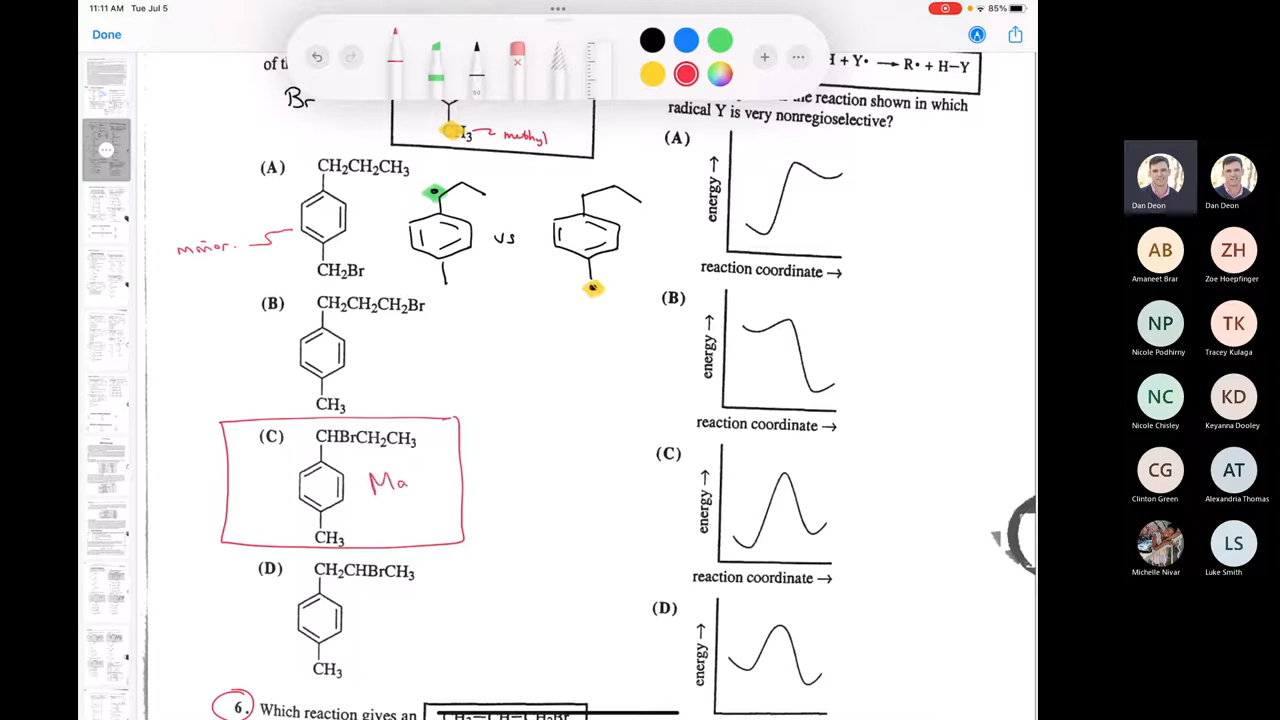 11:11 AM Tue Jul 5
85%
Done
of th
Br
H3 ~ methyl
(A)
CH2CH2CH3
minor.
CH2Br
vs
(B)
CH2CH2CH2Br
CH3
(C)
CHBrCH2CH3
Ma
CH3
(D)
CH2CHBrCH3
CH3
6. Which reaction gives an
+ Y• → R• + H−Y
the reaction shown in which
radical Y is very nonregioselective?
(A)
energy →
reaction coordinate →
(B)
energy →
reaction coordinate →
(C)
energy →
reaction coordinate →
(D)
energy →
Dan Deon
Dan Deon
AB
Amaneet Brar
ZH
Zoe Hoepfinger
NP
Nicole Podhirny
TK
Tracey Kulaga
NC
Nicole Chisley
KD
Keyanna Dooley
CG
Clinton Green
AT
Alexandria Thomas
Michelle Nivar
LS
Luke Smith